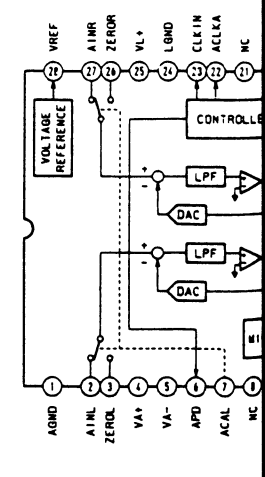 VREF
AINR
ZEROR
VL+
LGND
CLKIN
ACLKA
NC
28
27
26
25
24
23
22
21
VOLTAGE
REFERENCE
CONTROLLE
+
-
LPF
DAC
+
-
LPF
DAC
1
2
3
4
5
6
7
8
AGND
AINL
ZEROL
VA+
VA-
APD
ACAL
NC